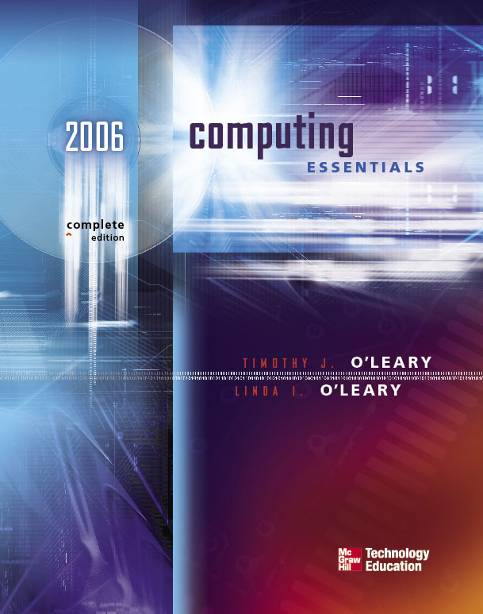 2006
computing
ESSENTIALS
complete
edition
TIMOTHY J. O'LEARY
LINDA I. O'LEARY
Mc
Graw
Hill
Technology
Education